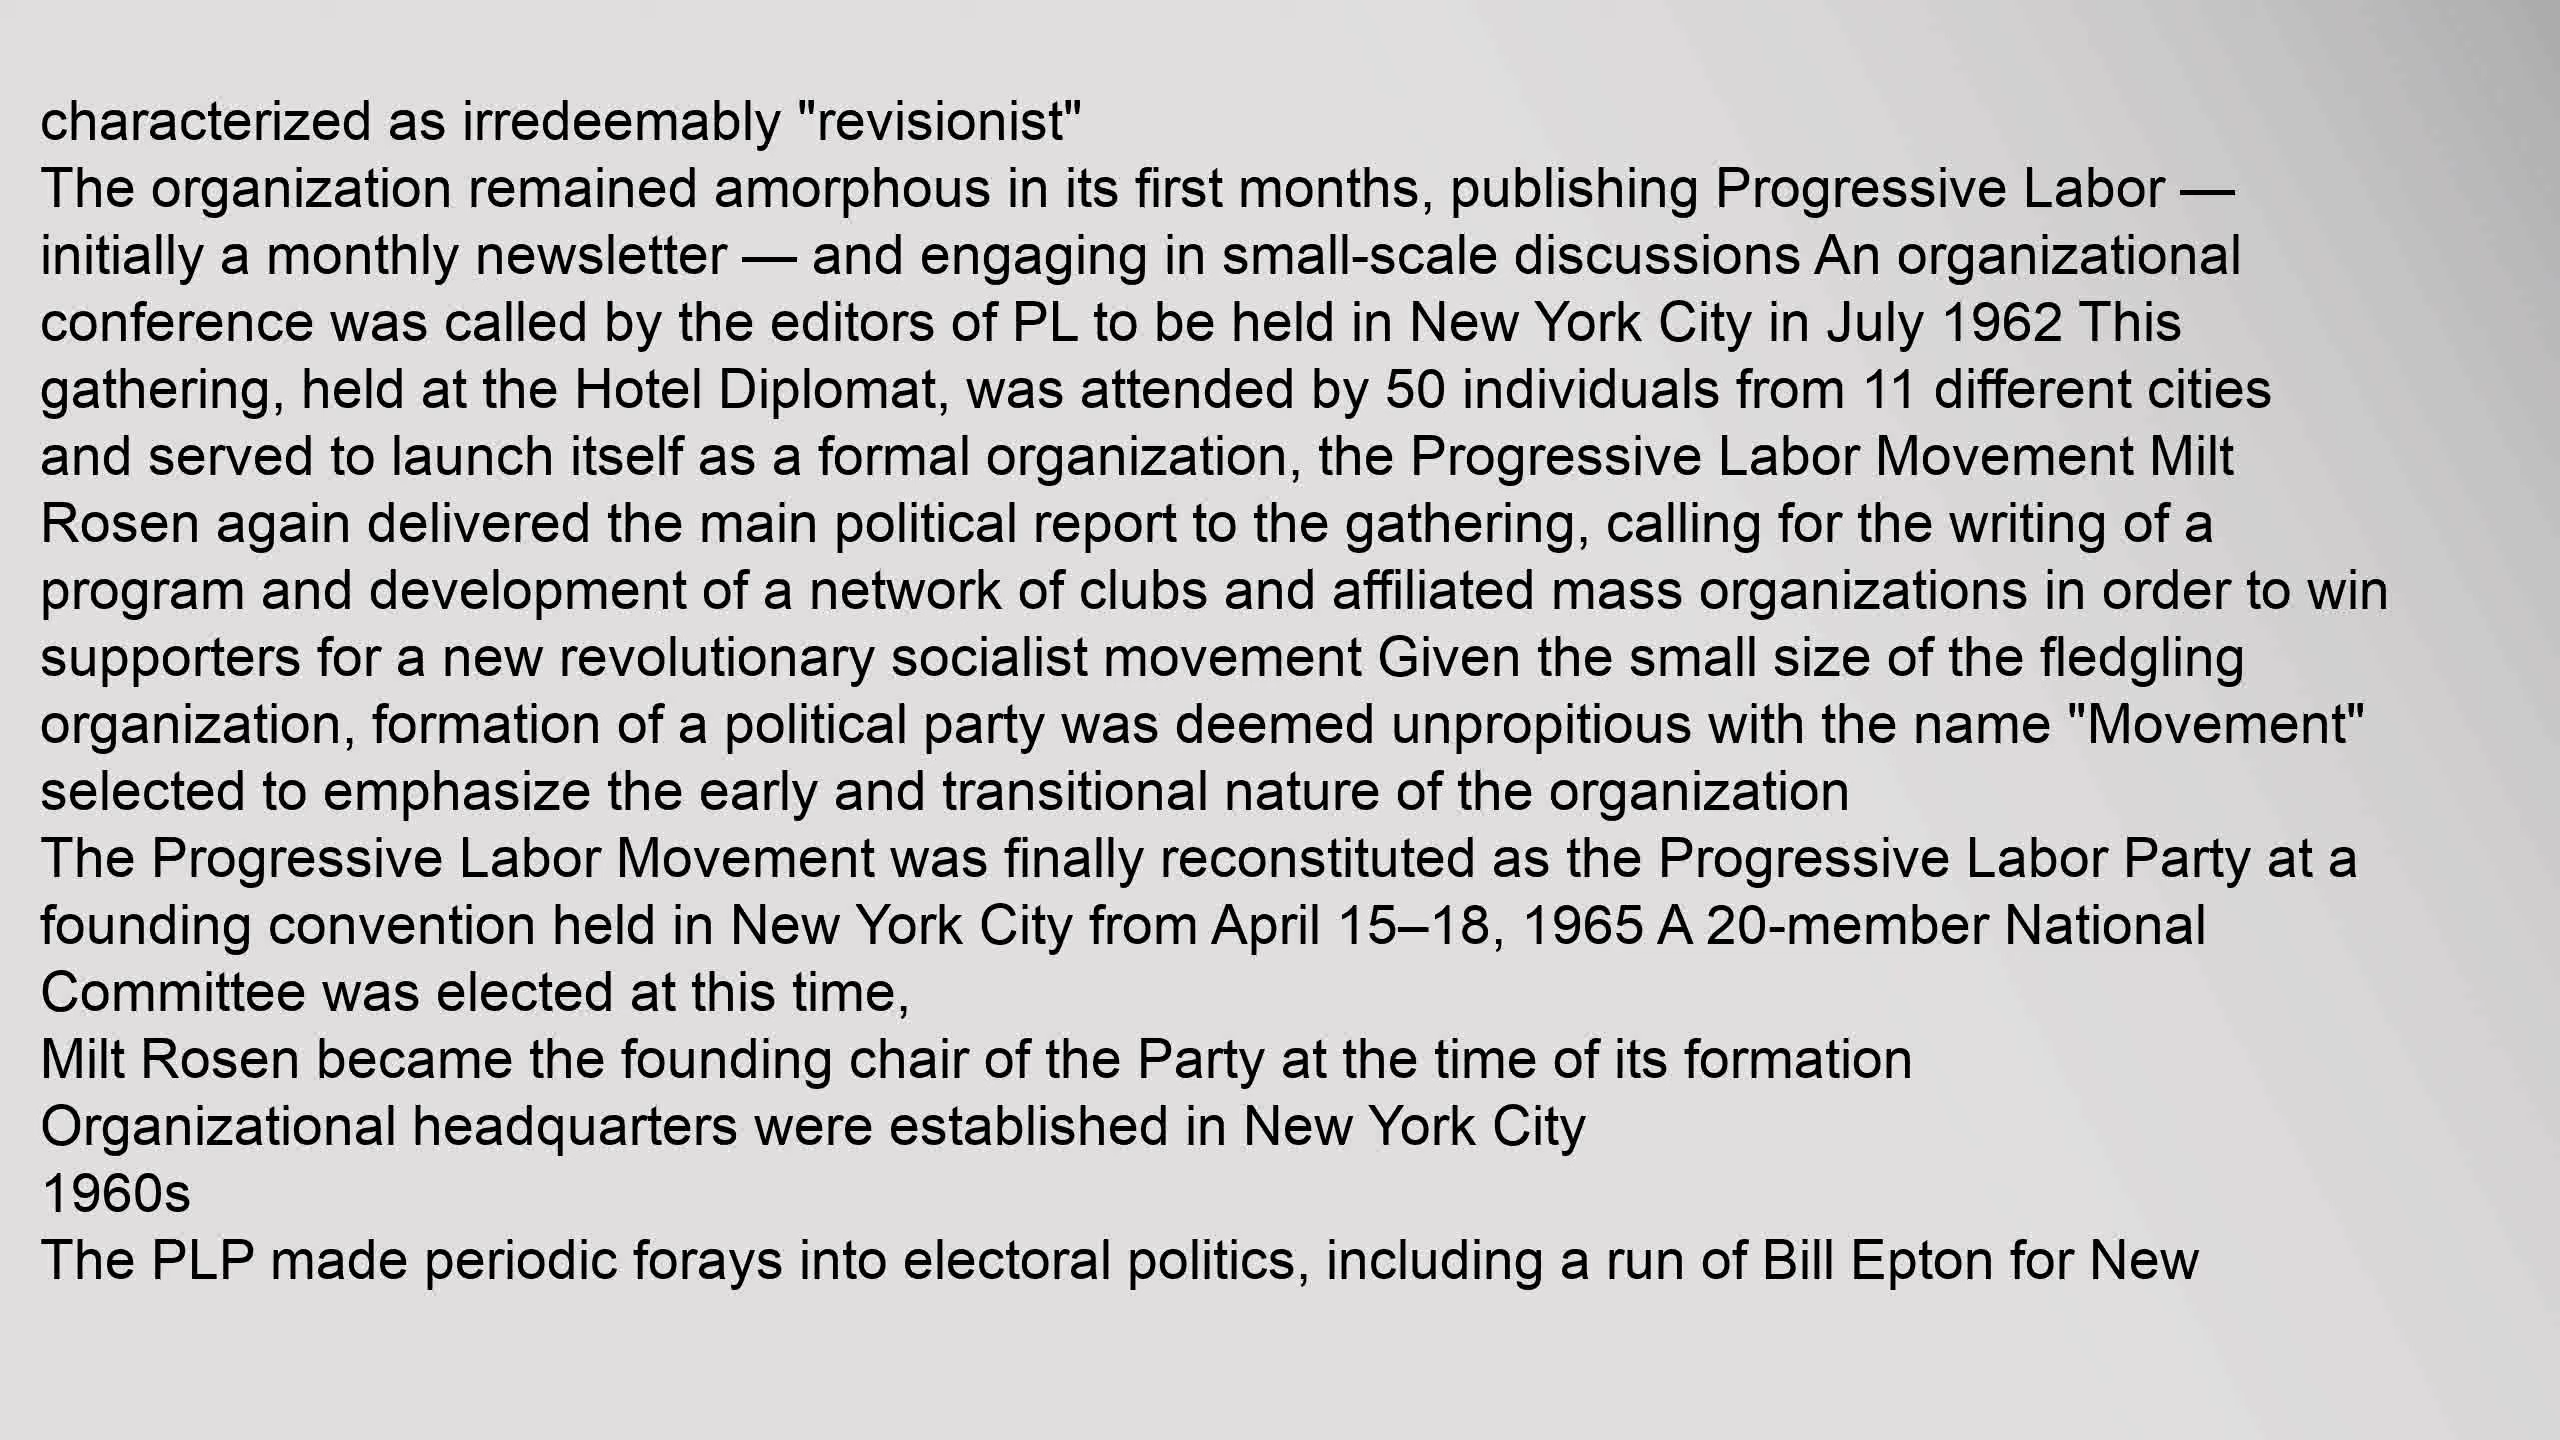 characterized as irredeemably "revisionist"
The organization remained amorphous in its first months, publishing Progressive Labor —
initially a monthly newsletter — and engaging in small-scale discussions An organizational
conference was called by the editors of PL to be held in New York City in July 1962 This
gathering, held at the Hotel Diplomat, was attended by 50 individuals from 11 different cities
and served to launch itself as a formal organization, the Progressive Labor Movement Milt
Rosen again delivered the main political report to the gathering, calling for the writing of a
program and development of a network of clubs and affiliated mass organizations in order to win
supporters for a new revolutionary socialist movement Given the small size of the fledgling
organization, formation of a political party was deemed unpropitious with the name "Movement"
selected to emphasize the early and transitional nature of the organization
The Progressive Labor Movement was finally reconstituted as the Progressive Labor Party at a
founding convention held in New York City from April 15–18, 1965 A 20-member National
Committee was elected at this time,
Milt Rosen became the founding chair of the Party at the time of its formation
Organizational headquarters were established in New York City
1960s
The PLP made periodic forays into electoral politics, including a run of Bill Epton for New